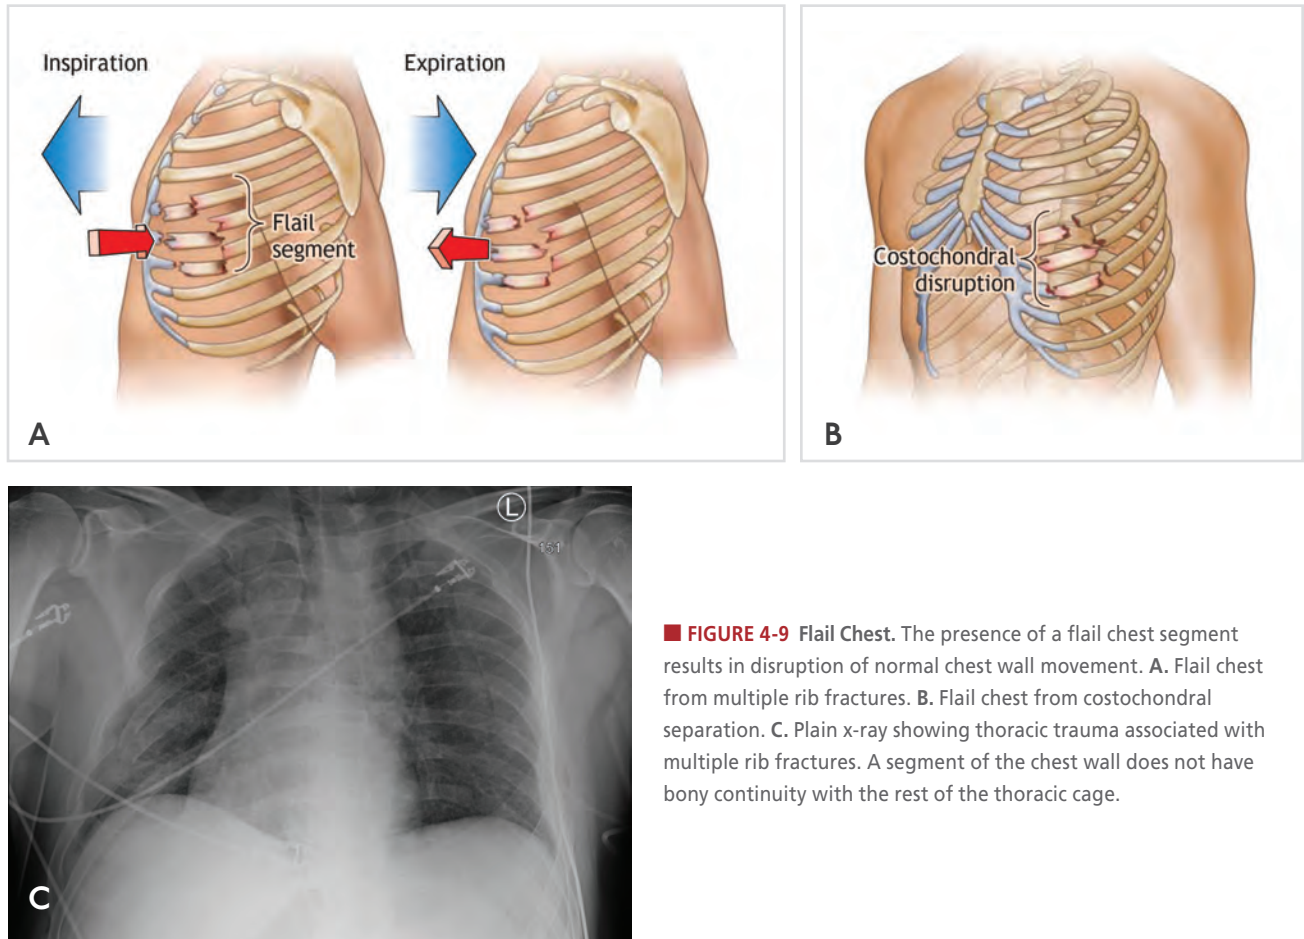 Inspiration
Expiration
Flail
segment
A
Costochondral
disruption
B
L
151
C
FIGURE 4-9 Flail Chest. The presence of a flail chest segment
results in disruption of normal chest wall movement. A. Flail chest
from multiple rib fractures. B. Flail chest from costochondral
separation. C. Plain x-ray showing thoracic trauma associated with
multiple rib fractures. A segment of the chest wall does not have
bony continuity with the rest of the thoracic cage.